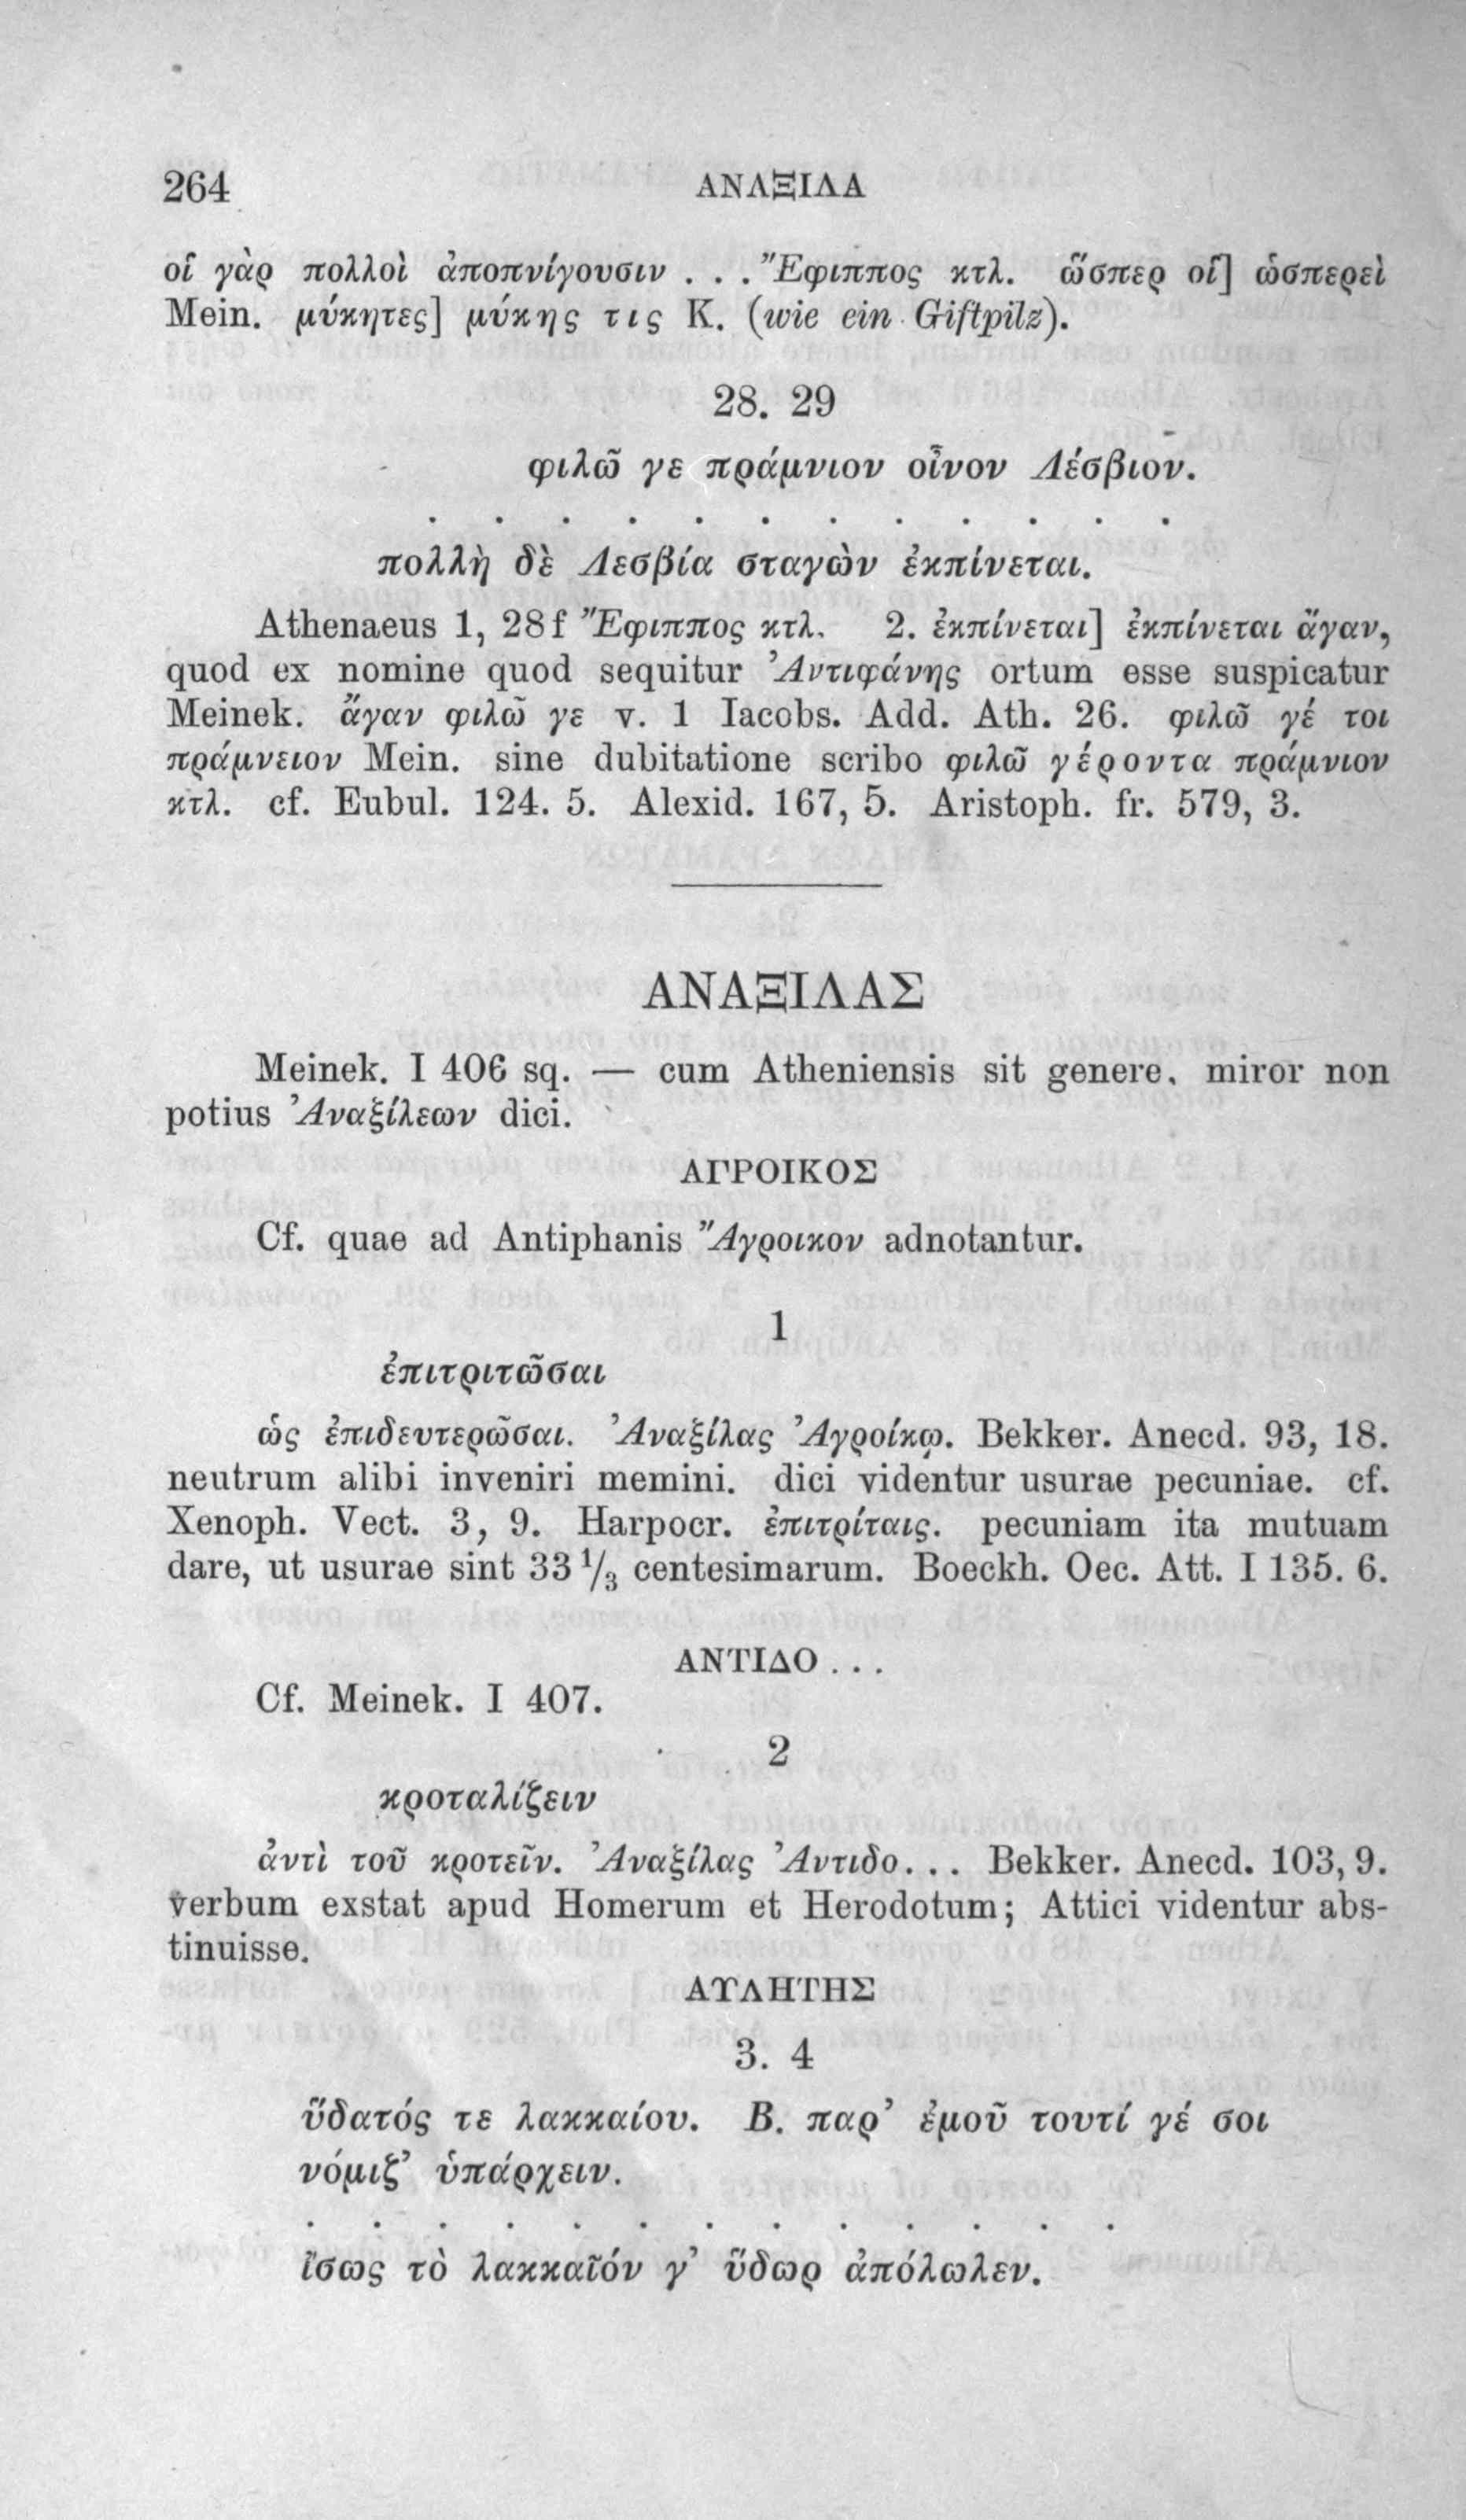 264 ΑΝΑΞΙΛΑ
οἱ γὰρ πολλοὶ ἀποπνίγουσιν . . . Ἔφιππος κτλ. ὥσπερ οἱ] ὡσπερεὶ
Mein. μύκητες] μύκης τις K. (wie ein Giftpilz).
28. 29
φιλῶ γε πράμνιον οἶνον Λέσβιον.
. . . . . . . . . . . .
πολλὴ δὲ Λεσβία σταγὼν ἐκπίνεται.
Athenaeus 1, 28 f Ἔφιππος κτλ. 2. ἐκπίνεται] ἐκπίνεται ἄγαν,
quod ex nomine quod sequitur Ἀντιφάνης ortum esse suspicatur
Meinek. ἄγαν φιλῶ γε v. 1 Iacobs. Add. Ath. 26. φιλῶ γέ τοι
πράμνειον Mein. sine dubitatione scribo φιλῶ γέροντα πράμνιον
κτλ. cf. Eubul. 124. 5. Alexid. 167, 5. Aristoph. fr. 579, 3.
ΑΝΑΞΙΛΑΣ
Meinek. I 406 sq. — cum Atheniensis sit genere, miror non
potius Ἀναξίλεων dici.
ΑΓΡΟΙΚΟΣ
Cf. quae ad Antiphanis Ἄγροικον adnotantur.
1
ἐπιτριτῶσαι
ὡς ἐπιδευτερῶσαι. Ἀναξίλας Ἀγροίκῳ. Bekker. Anecd. 93, 18.
neutrum alibi inveniri memini. dici videntur usurae pecuniae. cf.
Xenoph. Vect. 3, 9. Harpocr. ἐπιτρίταις. pecuniam ita mutuam
dare, ut usurae sint 33 1/3 centesimarum. Boeckh. Oec. Att. I 135. 6.
ΑΝΤΙΔΟ . . .
Cf. Meinek. I 407.
2
κροταλίζειν
ἀντὶ τοῦ κροτεῖν. Ἀναξίλας Ἀντιδο. . . Bekker. Anecd. 103, 9.
verbum exstat apud Homerum et Herodotum; Attici videntur abs-
tinuisse.
ΑΥΛΗΤΗΣ
3. 4
ὕδατός τε λακκαίου. Β. παρ’ ἐμοῦ τουτί γέ σοι
νόμιζ’ ὑπάρχειν.
. . . . . . . . . . . . .
ἴσως τὸ λακκαῖόν γ’ ὕδωρ ἀπόλωλεν.